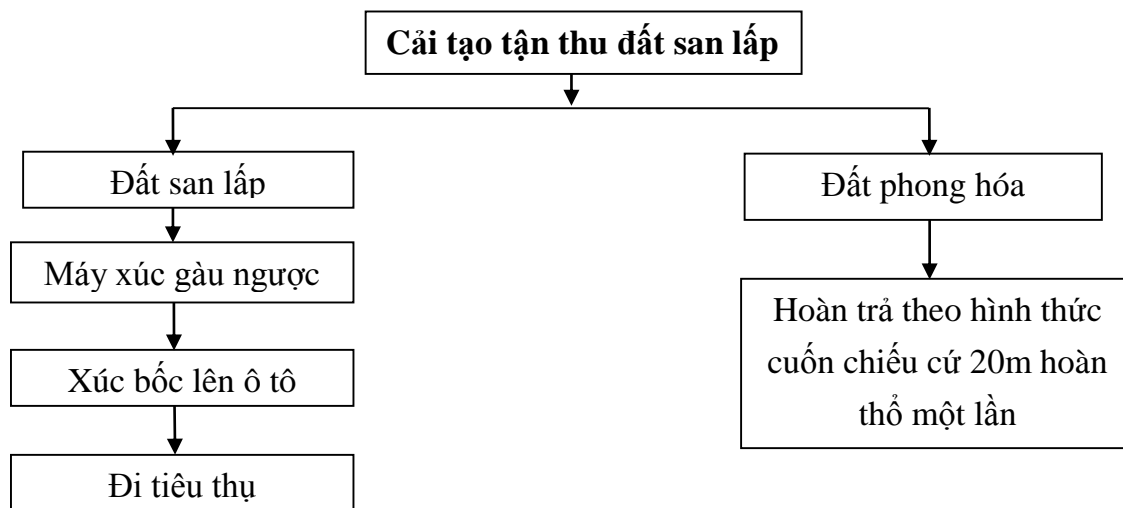 Cải tạo tận thu đất san lấp
Đất san lấp
Đất phong hóa
Máy xúc gàu ngược
Hoàn trả theo hình thức
cuốn chiếu cứ 20m hoàn
thổ một lần
Xúc bốc lên ô tô
Đi tiêu thụ